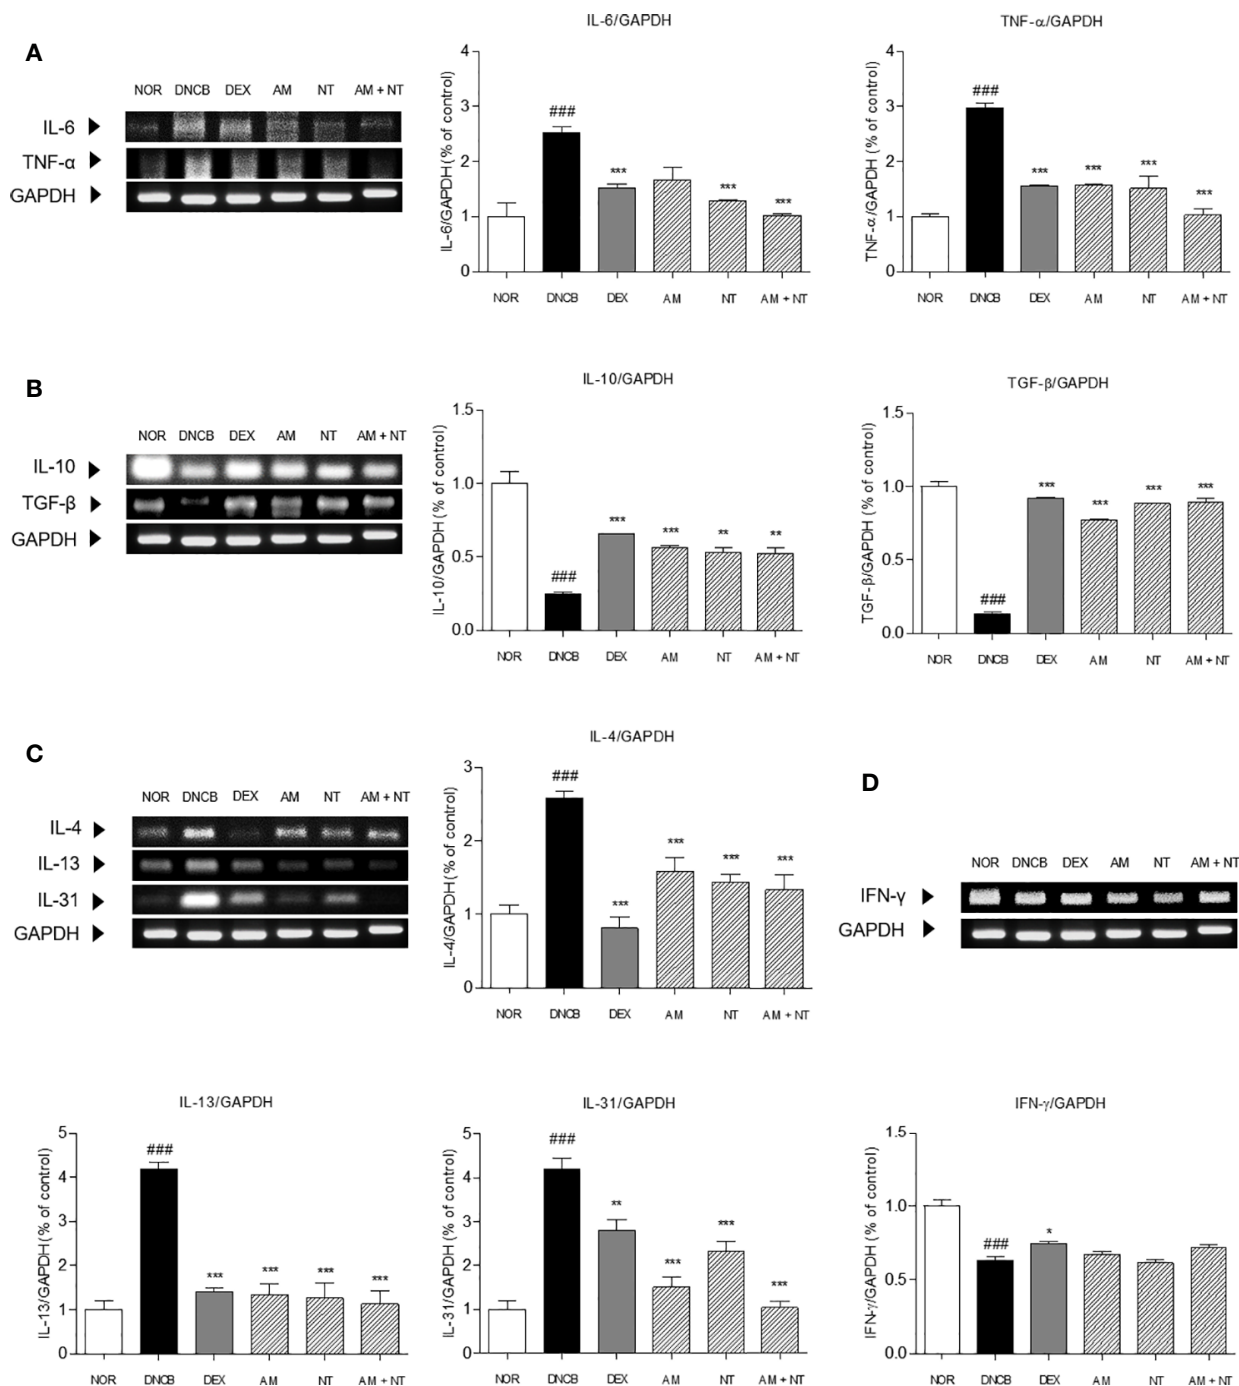 A
NOR DNCB DEX AM NT AM + NT
IL-6
TNF-α
GAPDH
IL-6/GAPDH
IL-6/GAPDH (% of control)
4
3
2
1
0
###
***
***
***
NOR DNCB DEX AM NT AM + NT
TNF-α/GAPDH
TNF-α/GAPDH (% of control)
4
3
2
1
0
###
***
***
***
***
NOR DNCB DEX AM NT AM + NT
B
NOR DNCB DEX AM NT AM + NT
IL-10
TGF-β
GAPDH
IL-10/GAPDH
IL-10/GAPDH (% of control)
1.5
1.0
0.5
0.0
###
***
***
**
**
NOR DNCB DEX AM NT AM + NT
TGF-β/GAPDH
TGF-β/GAPDH (% of control)
1.5
1.0
0.5
0.0
###
***
***
***
***
NOR DNCB DEX AM NT AM + NT
C
NOR DNCB DEX AM NT AM + NT
IL-4
IL-13
IL-31
GAPDH
IL-4/GAPDH
IL-4/GAPDH (% of control)
3
2
1
0
###
***
***
***
***
NOR DNCB DEX AM NT AM + NT
D
NOR DNCB DEX AM NT AM + NT
IFN-γ
GAPDH
IL-13/GAPDH
IL-13/GAPDH (% of control)
5
4
3
2
1
0
###
***
***
***
***
NOR DNCB DEX AM NT AM + NT
IL-31/GAPDH
IL-31/GAPDH (% of control)
5
4
3
2
1
0
###
**
***
***
***
NOR DNCB DEX AM NT AM + NT
IFN-γ/GAPDH
IFN-γ/GAPDH (% of control)
1.5
1.0
0.5
0.0
###
*
NOR DNCB DEX AM NT AM + NT